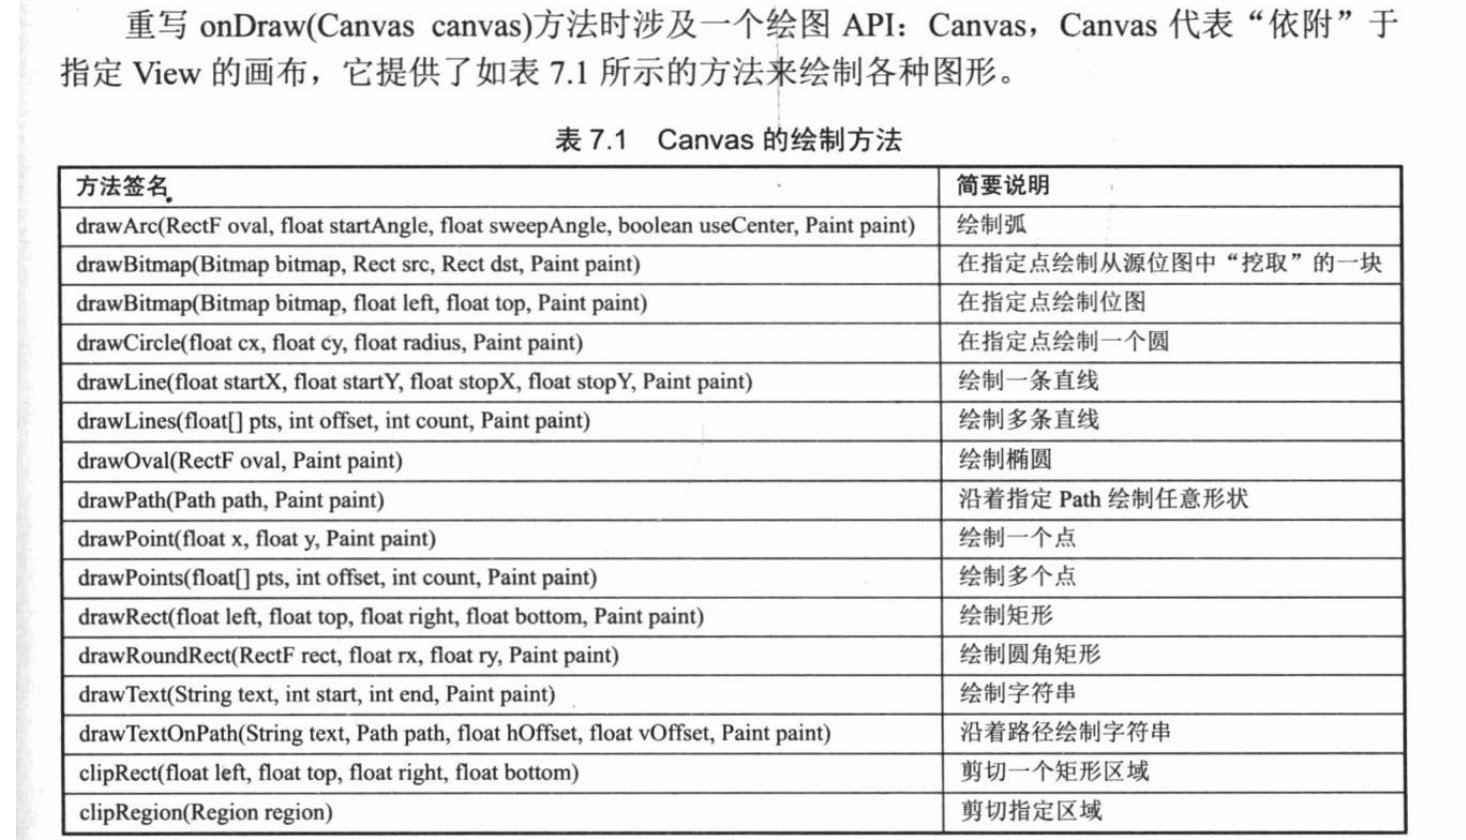 重写 onDraw(Canvas canvas)方法时涉及一个绘图 API：Canvas，Canvas 代表“依附”于
指定 View 的画布，它提供了如表 7.1 所示的方法来绘制各种图形。
表 7.1 Canvas 的绘制方法
方法签名 简要说明
drawArc(RectF oval, float startAngle, float sweepAngle, boolean useCenter, Paint paint) 绘制弧
drawBitmap(Bitmap bitmap, Rect src, Rect dst, Paint paint) 在指定点绘制从源位图中“挖取”的一块
drawBitmap(Bitmap bitmap, float left, float top, Paint paint) 在指定点绘制位图
drawCircle(float cx, float cy, float radius, Paint paint) 在指定点绘制一个圆
drawLine(float startX, float startY, float stopX, float stopY, Paint paint) 绘制一条直线
drawLines(float[] pts, int offset, int count, Paint paint) 绘制多条直线
drawOval(RectF oval, Paint paint) 绘制椭圆
drawPath(Path path, Paint paint) 沿着指定 Path 绘制任意形状
drawPoint(float x, float y, Paint paint) 绘制一个点
drawPoints(float[] pts, int offset, int count, Paint paint) 绘制多个点
drawRect(float left, float top, float right, float bottom, Paint paint) 绘制矩形
drawRoundRect(RectF rect, float rx, float ry, Paint paint) 绘制圆角矩形
drawText(String text, int start, int end, Paint paint) 绘制字符串
drawTextOnPath(String text, Path path, float hOffset, float vOffset, Paint paint) 沿着路径绘制字符串
clipRect(float left, float top, float right, float bottom) 剪切一个矩形区域
clipRegion(Region region) 剪切指定区域